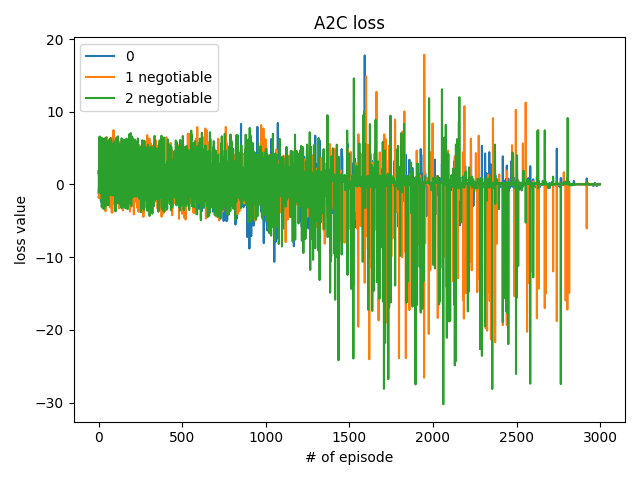 A2C loss
0
1 negotiable
2 negotiable
20
10
0
−10
−20
−30
loss value
0
500
1000
1500
2000
2500
3000
# of episode